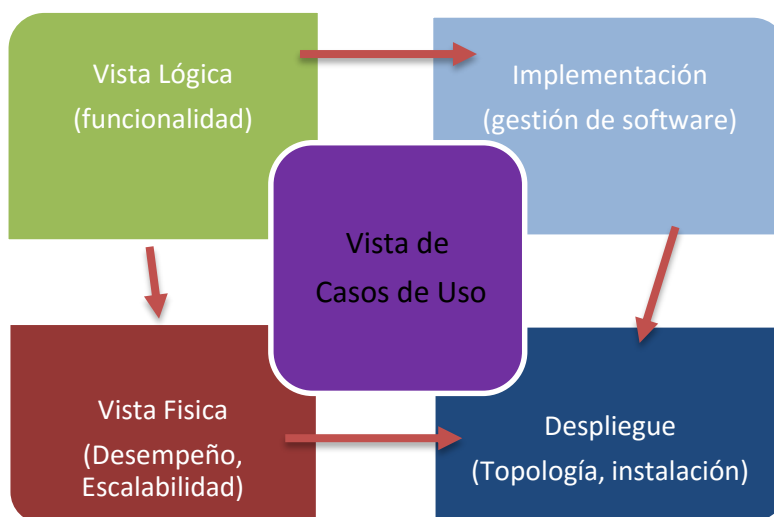 Vista Lógica
(funcionalidad)
Implementación
(gestión de software)
Vista de
Casos de Uso
Vista Fisica
(Desempeño,
Escalabilidad)
Despliegue
(Topología, instalación)